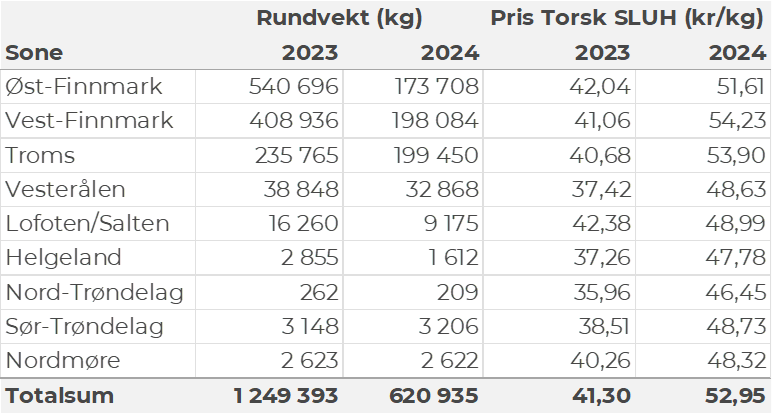 Rundvekt (kg) Pris Torsk SLUH (kr/kg)
Sone 2023 2024 2023 2024
Øst-Finnmark 540 696 173 708 42,04 51,61
Vest-Finnmark 408 936 198 084 41,06 54,23
Troms 235 765 199 450 40,68 53,90
Vesterålen 38 848 32 868 37,42 48,63
Lofoten/Salten 16 260 9 175 42,38 48,99
Helgeland 2 855 1 612 37,26 47,78
Nord-Trøndelag 262 209 35,96 46,45
Sør-Trøndelag 3 148 3 206 38,51 48,73
Nordmøre 2 623 2 622 40,26 48,32
Totalsum 1 249 393 620 935 41,30 52,95